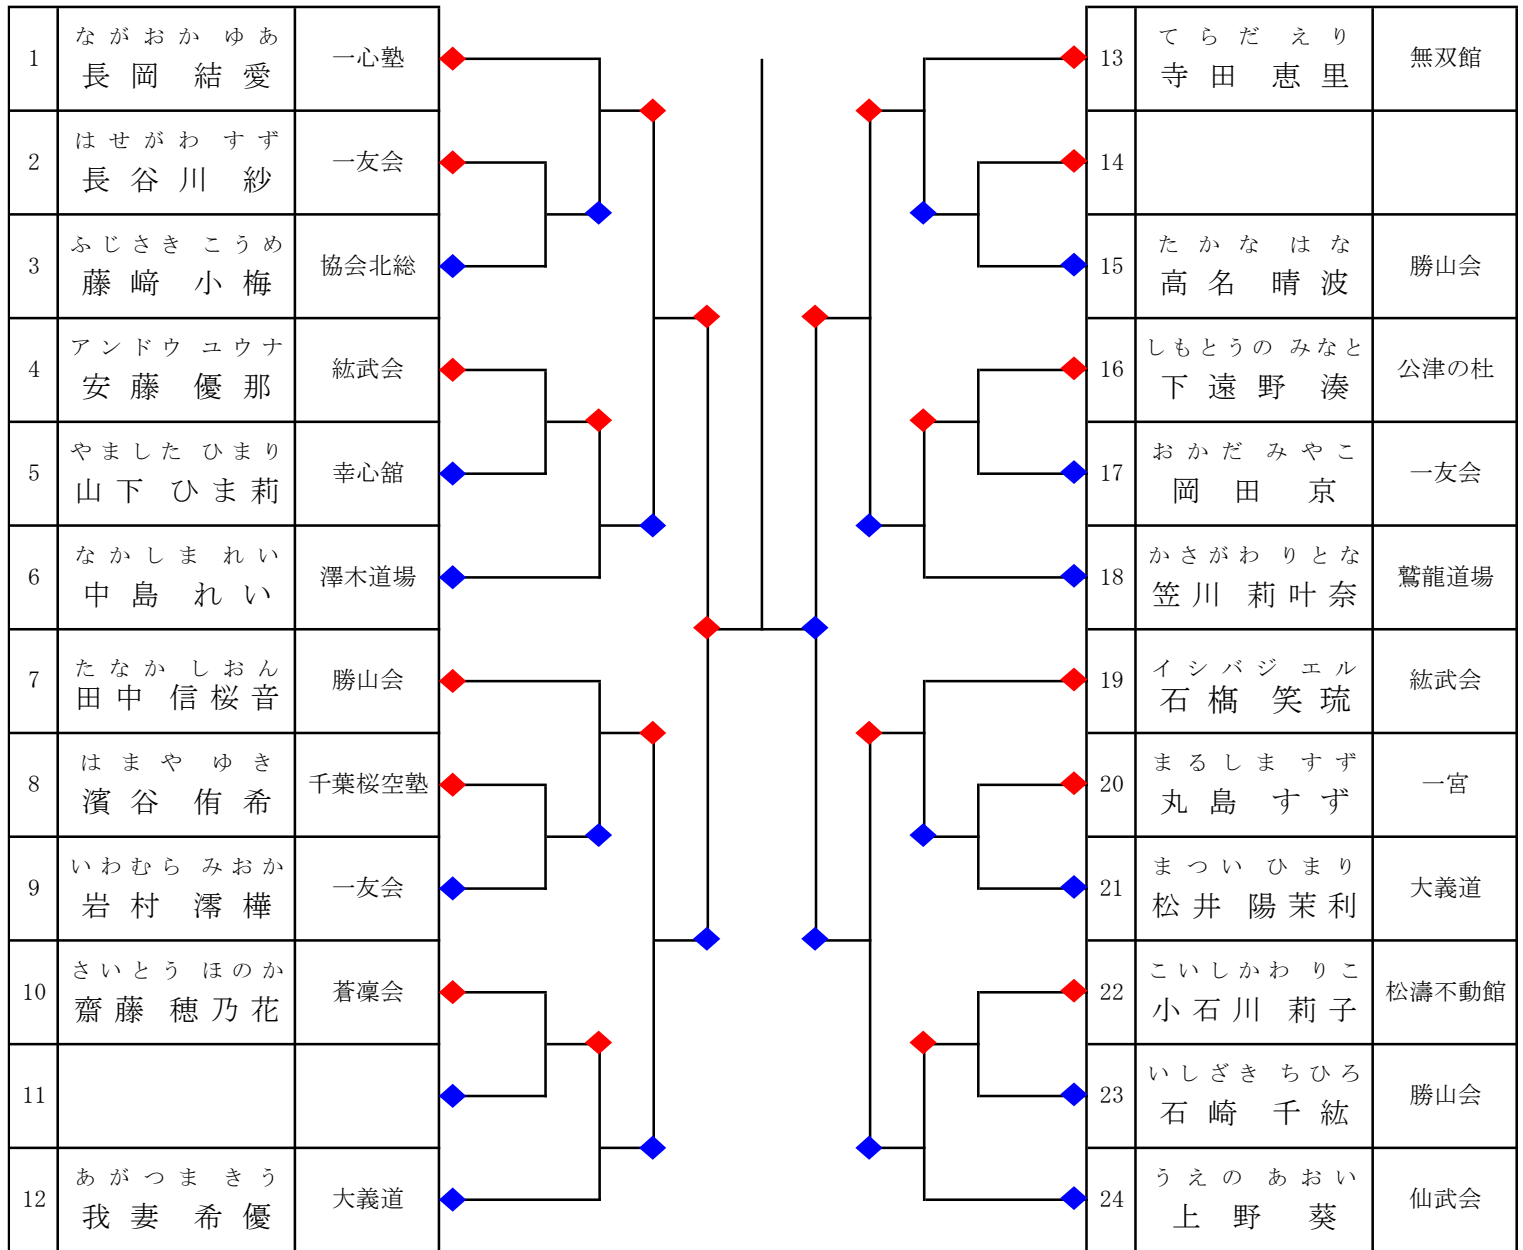 1
ながおか ゆあ
長岡 結愛
一心塾
2
はせがわ すず
長谷川 紗
一友会
3
ふじさき こうめ
藤﨑 小梅
協会北総
4
アンドウ ユウナ
安藤 優那
紘武会
5
やました ひまり
山下 ひま莉
幸心舘
6
なかしま れい
中島 れい
澤木道場
7
たなか しおん
田中 信桜音
勝山会
8
はまや ゆき
濱谷 侑希
千葉桜空塾
9
いわむら みおか
岩村 澪樺
一友会
10
さいとう ほのか
齋藤 穂乃花
蒼凜会
11
12
あがつま きう
我妻 希優
大義道
13
てらだ えり
寺田 恵里
無双館
14
15
たかな はな
高名 晴波
勝山会
16
しもとうの みなと
下遠野 湊
公津の杜
17
おかだ みやこ
岡田 京
一友会
18
かさがわ りとな
笠川 莉叶奈
鷲龍道場
19
イシバジ エル
石橋 笑琉
紘武会
20
まるしま すず
丸島 すず
一宮
21
まつい ひまり
松井 陽茉利
大義道
22
こいしかわ りこ
小石川 莉子
松濤不動館
23
いしざき ちひろ
石崎 千紘
勝山会
24
うえの あおい
上野 葵
仙武会